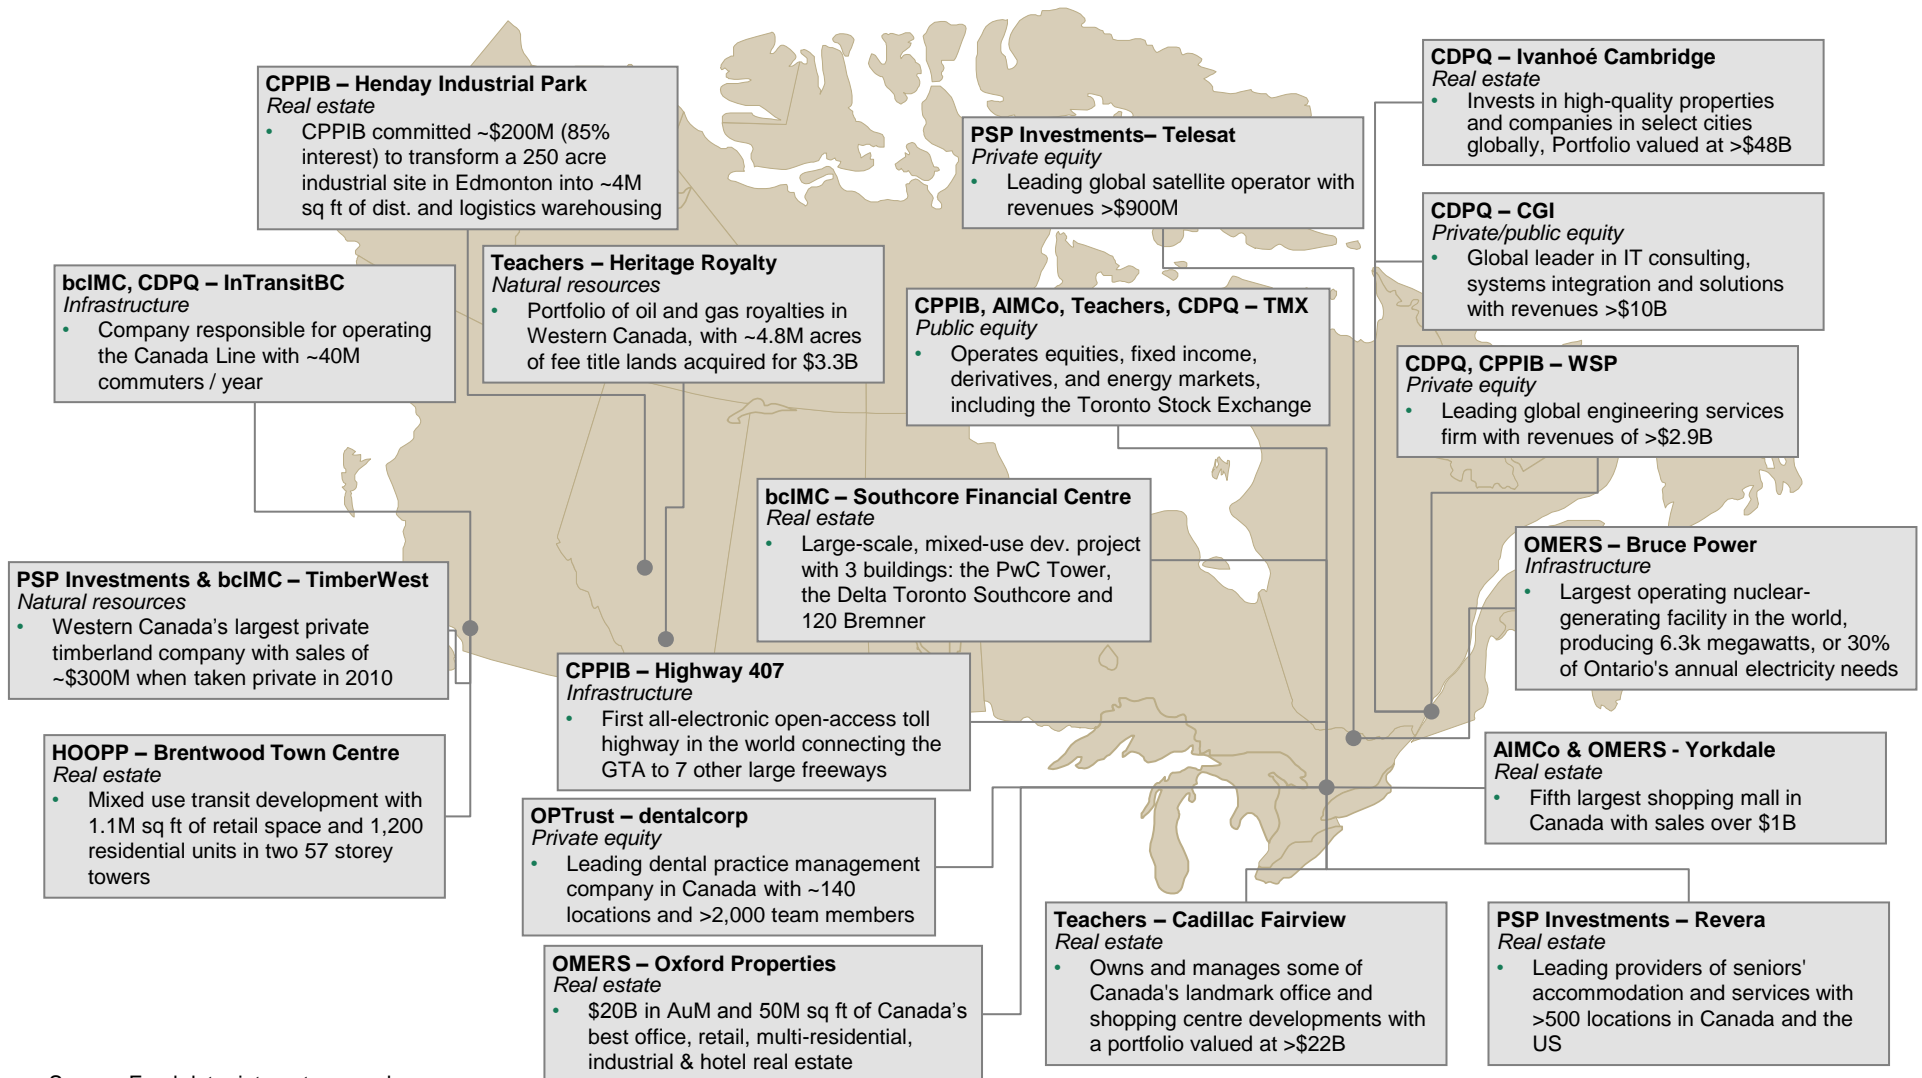 CPPIB – Henday Industrial Park
Real estate
• CPPIB committed ~$200M (85%
interest) to transform a 250 acre
industrial site in Edmonton into ~4M
sq ft of dist. and logistics warehousing
PSP Investments– Telesat
Private equity
• Leading global satellite operator with
revenues >$900M
CDPQ – Ivanhoé Cambridge
Real estate
• Invests in high-quality properties
and companies in select cities
globally, Portfolio valued at >$48B
CDPQ – CGI
Private/public equity
• Global leader in IT consulting,
systems integration and solutions
with revenues >$10B
bcIMC, CDPQ – InTransitBC
Infrastructure
• Company responsible for operating
the Canada Line with ~40M
commuters / year
Teachers – Heritage Royalty
Natural resources
• Portfolio of oil and gas royalties in
Western Canada, with ~4.8M acres
of fee title lands acquired for $3.3B
CPPIB, AIMCo, Teachers, CDPQ – TMX
Public equity
• Operates equities, fixed income,
derivatives, and energy markets,
including the Toronto Stock Exchange
CDPQ, CPPIB – WSP
Private equity
• Leading global engineering services
firm with revenues of >$2.9B
bcIMC – Southcore Financial Centre
Real estate
• Large-scale, mixed-use dev. project
with 3 buildings: the PwC Tower,
the Delta Toronto Southcore and
120 Bremner
OMERS – Bruce Power
Infrastructure
• Largest operating nuclear-
generating facility in the world,
producing 6.3k megawatts, or 30%
of Ontario's annual electricity needs
PSP Investments & bcIMC – TimberWest
Natural resources
• Western Canada's largest private
timberland company with sales of
~$300M when taken private in 2010
CPPIB – Highway 407
Infrastructure
• First all-electronic open-access toll
highway in the world connecting the
GTA to 7 other large freeways
HOOPP – Brentwood Town Centre
Real estate
• Mixed use transit development with
1.1M sq ft of retail space and 1,200
residential units in two 57 storey
towers
AIMCo & OMERS - Yorkdale
Real estate
• Fifth largest shopping mall in
Canada with sales over $1B
OPTrust – dentalcorp
Private equity
• Leading dental practice management
company in Canada with ~140
locations and >2,000 team members
Teachers – Cadillac Fairview
Real estate
• Owns and manages some of
Canada's landmark office and
shopping centre developments with
a portfolio valued at >$22B
PSP Investments – Revera
Real estate
• Leading providers of seniors'
accommodation and services with
>500 locations in Canada and the
US
OMERS – Oxford Properties
Real estate
• $20B in AuM and 50M sq ft of Canada's
best office, retail, multi-residential,
industrial & hotel real estate